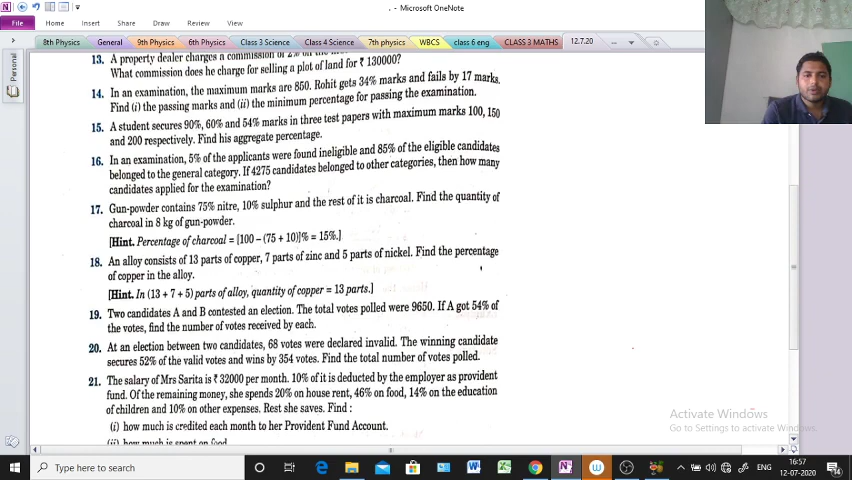 . - Microsoft OneNote
File Home Insert Draw History Review View
8th Physics General 9th Physics 6th Physics Class 3 Science Class 4 Science 7th physics WBCS class 6 eng CLASS 3 MATHS 12.7.20
Personal
13. A property dealer charges a commission of 2% on the
What commission does he charge for selling a plot of land for ₹ 130000?
14. In an examination, the maximum marks are 850. Rohit gets 34% marks and fails by 17 marks.
Find (i) the passing marks and (ii) the minimum percentage for passing the examination.
15. A student secures 90%, 60% and 54% marks in three test papers with maximum marks 100, 150
and 200 respectively. Find his aggregate percentage.
16. In an examination, 5% of the applicants were found ineligible and 85% of the eligible candidates
belonged to the general category. If 4275 candidates belonged to other categories, then how many
candidates applied for the examination?
17. Gun-powder contains 75% nitre, 10% sulphur and the rest of it is charcoal. Find the quantity of
charcoal in 8 kg of gun-powder.
[Hint. Percentage of charcoal = [100 – (75 + 10)]% = 15%.]
18. An alloy consists of 13 parts of copper, 7 parts of zinc and 5 parts of nickel. Find the percentage
of copper in the alloy.
[Hint. In (13 + 7 + 5) parts of alloy, quantity of copper = 13 parts.]
19. Two candidates A and B contested an election. The total votes polled were 9650. If A got 54% of
the votes, find the number of votes received by each.
20. At an election between two candidates, 68 votes were declared invalid. The winning candidate
secures 52% of the valid votes and wins by 354 votes. Find the total number of votes polled.
21. The salary of Mrs Sarita is ₹ 32000 per month. 10% of it is deducted by the employer as provident
fund. Of the remaining money, she spends 20% on house rent, 46% on food, 14% on the education
of children and 10% on other expenses. Rest she saves. Find :
(i) how much is credited each month to her Provident Fund Account.
(ii) how much is spent on food.
Activate Windows
Go to Settings to activate Windows.
Type here to search
ENG
16:57
12-07-2020
14